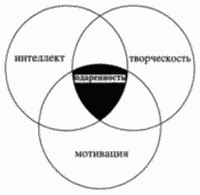 интеллект
творческость
одаренность
мотивация